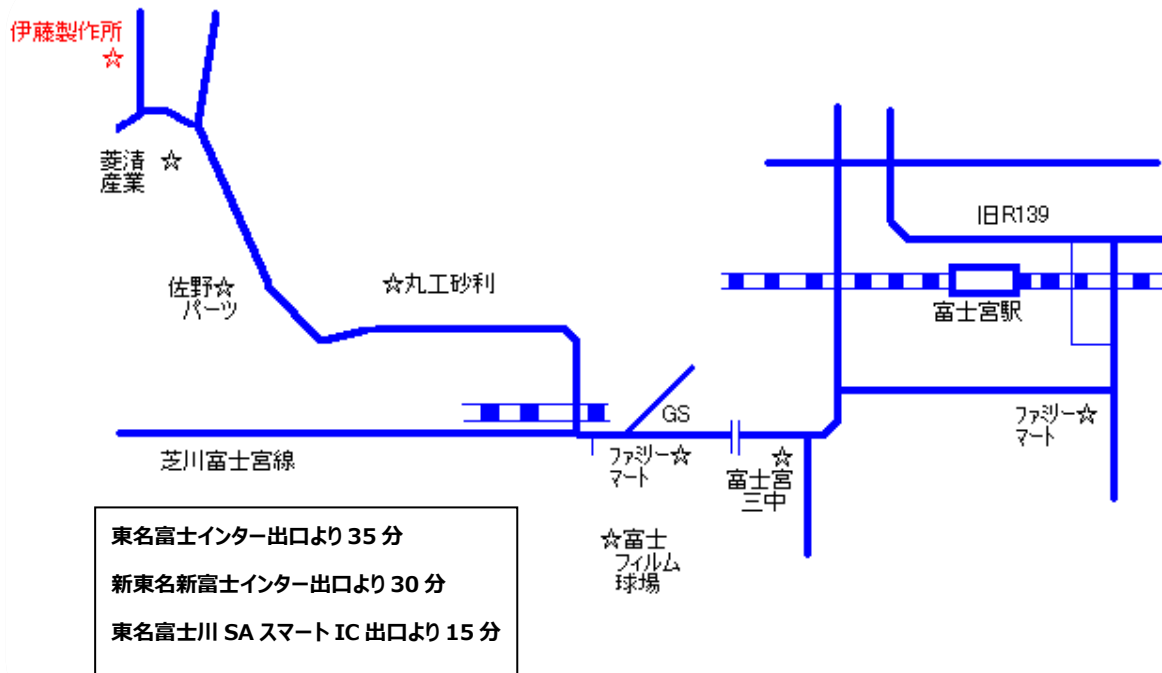 伊藤製作所
☆
菱清 ☆
産業
旧R139
佐野☆
パーツ
☆丸工砂利
富士宮駅
GS
ファミリー☆
マート
芝川富士宮線
ファミリー☆
マート
☆
富士宮
三中
☆富士
フィルム
球場
東名富士インター出口より 35 分
新東名新富士インター出口より 30 分
東名富士川 SA スマート IC 出口より 15 分